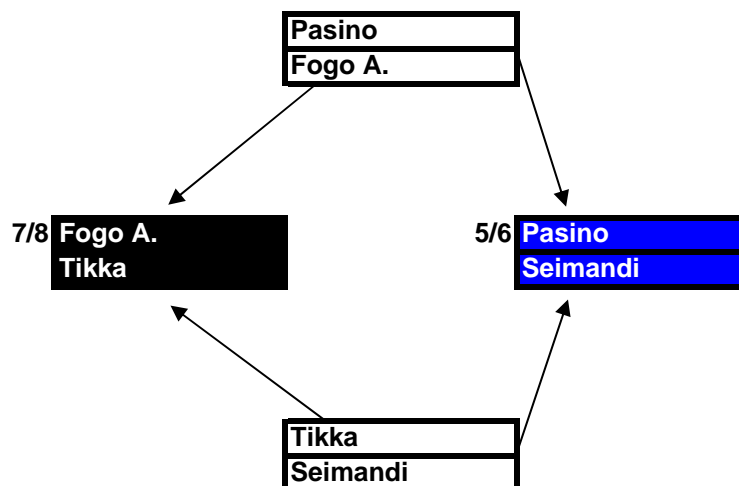 Pasino
Fogo A.
7/8 Fogo A.
Tikka
5/6 Pasino
Seimandi
Tikka
Seimandi